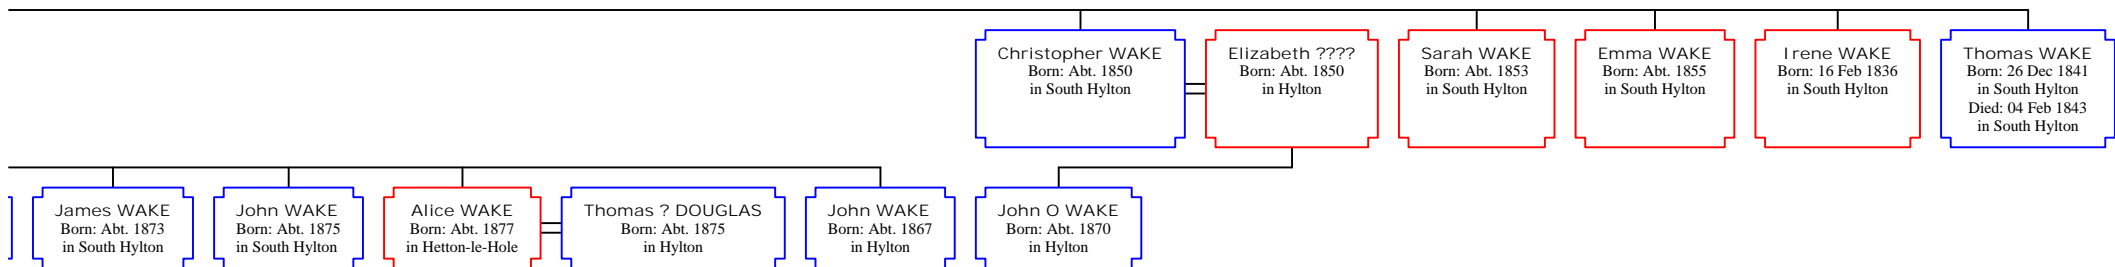 Christopher WAKE
Born: Abt. 1850
in South Hylton
Elizabeth ????
Born: Abt. 1850
in Hylton
Sarah WAKE
Born: Abt. 1853
in South Hylton
Emma WAKE
Born: Abt. 1855
in South Hylton
Irene WAKE
Born: 16 Feb 1836
in South Hylton
Thomas WAKE
Born: 26 Dec 1841
in South Hylton
Died: 04 Feb 1843
in South Hylton
James WAKE
Born: Abt. 1873
in South Hylton
John WAKE
Born: Abt. 1875
in South Hylton
Alice WAKE
Born: Abt. 1877
in Hetton-le-Hole
Thomas ? DOUGLAS
Born: Abt. 1875
in Hylton
John WAKE
Born: Abt. 1867
in Hylton
John O WAKE
Born: Abt. 1870
in Hylton